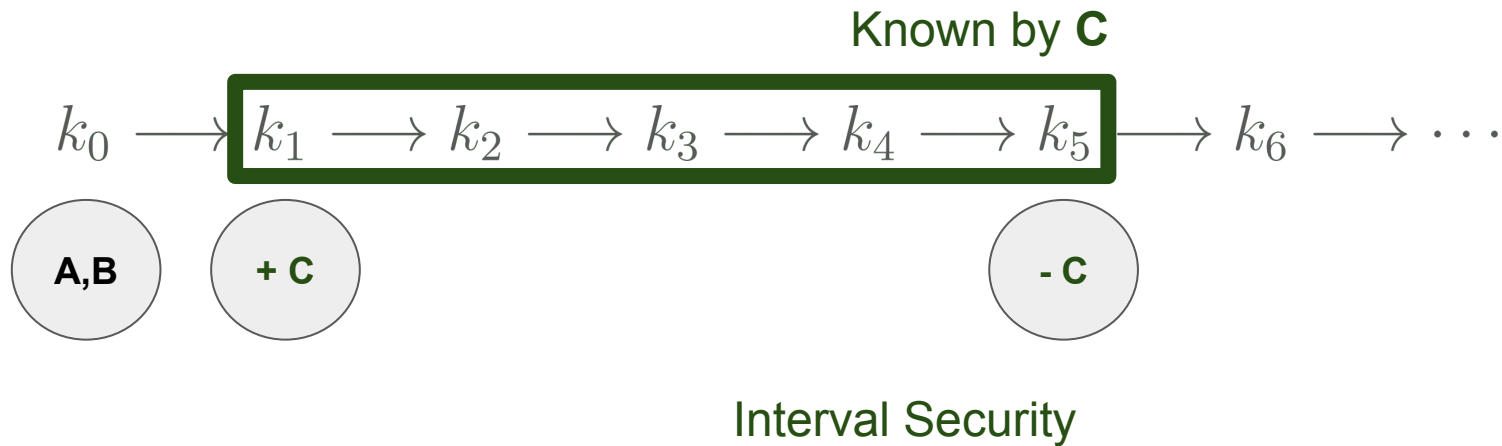 Known by C
k₀ ⟶ k₁ ⟶ k₂ ⟶ k₃ ⟶ k₄ ⟶ k₅ ⟶ k₆ ⟶ ⋯
A,B + C - C
Interval Security